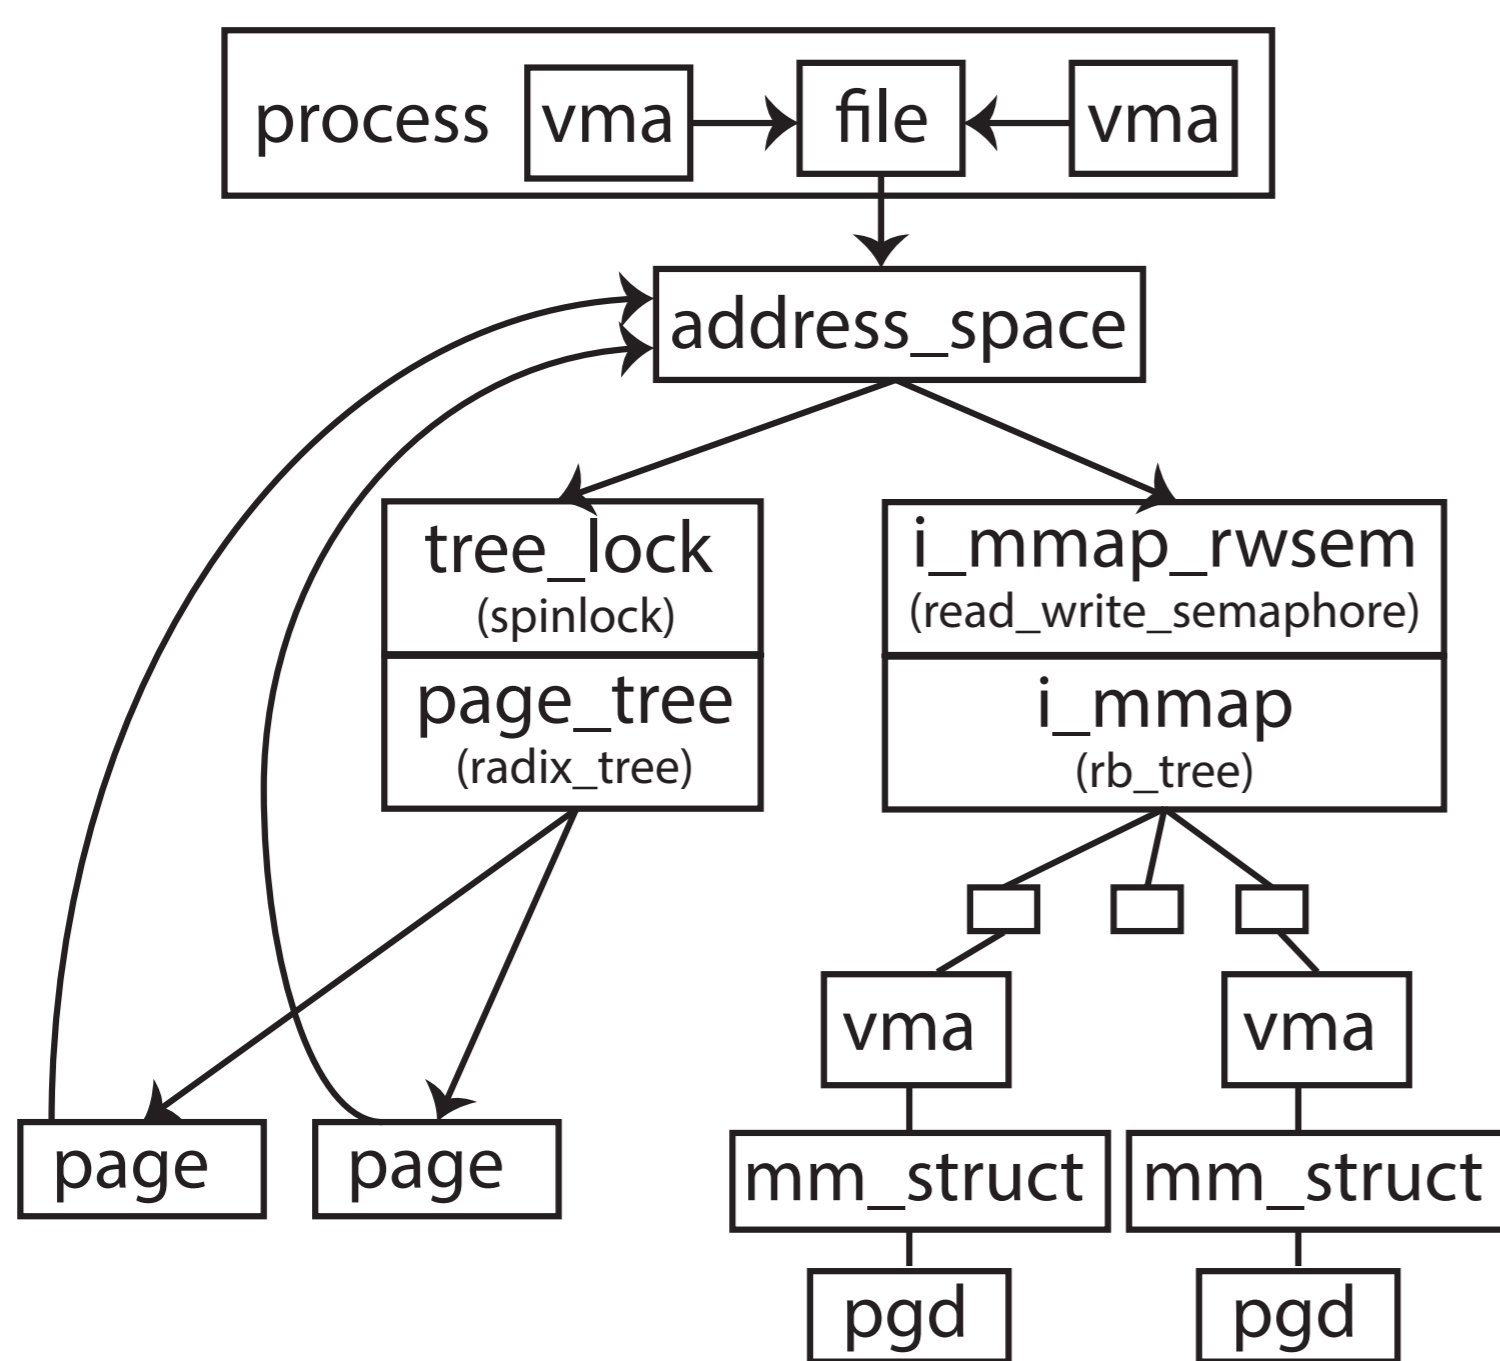 process
vma
file
vma
address_space
tree_lock
(spinlock)
page_tree
(radix_tree)
i_mmap_rwsem
(read_write_semaphore)
i_mmap
(rb_tree)
vma
vma
page
page
mm_struct
mm_struct
pgd
pgd